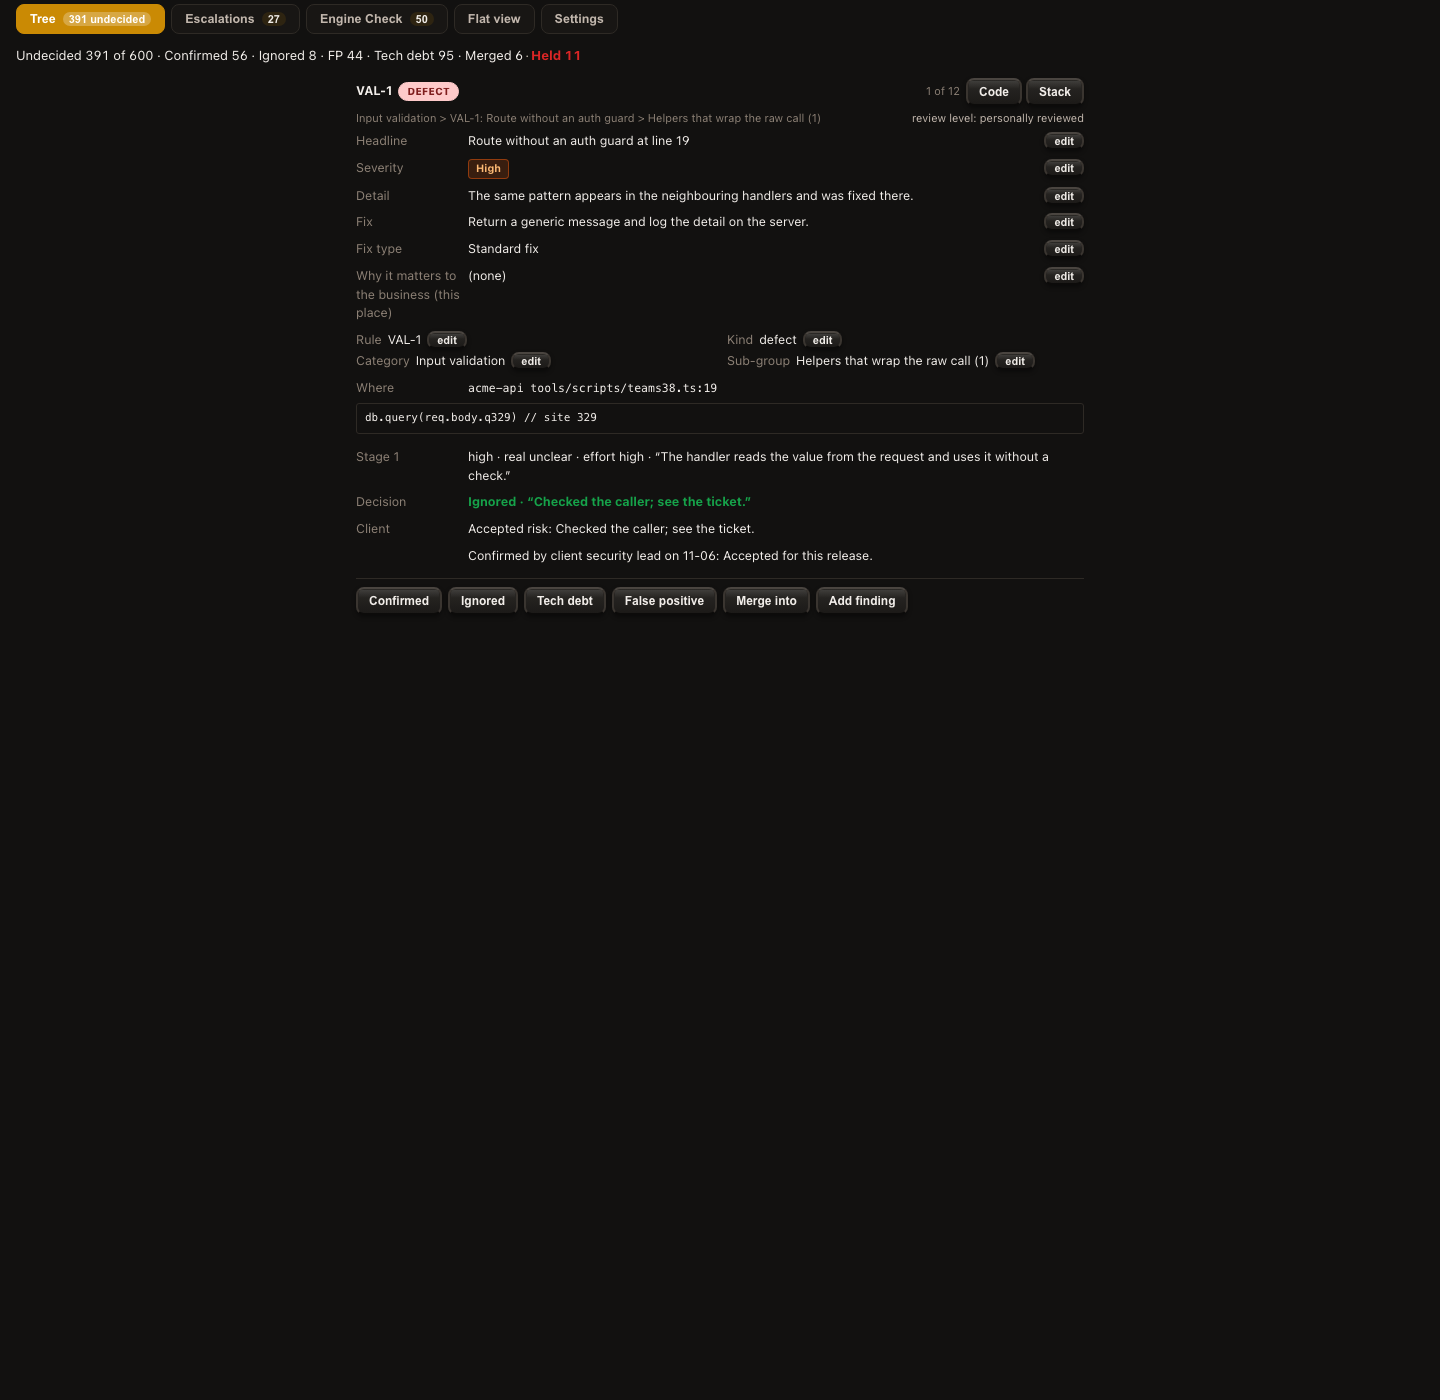 Tree 391 undecided Escalations 27 Engine Check 50 Flat view Settings
Undecided 391 of 600 · Confirmed 56 · Ignored 8 · FP 44 · Tech debt 95 · Merged 6 · Held 11
VAL-1 DEFECT 1 of 12 Code Stack
Input validation > VAL-1: Route without an auth guard > Helpers that wrap the raw call (1) review level: personally reviewed
Headline Route without an auth guard at line 19 edit
Severity High edit
Detail The same pattern appears in the neighbouring handlers and was fixed there. edit
Fix Return a generic message and log the detail on the server. edit
Fix type Standard fix edit
Why it matters to (none) edit
the business (this
place)
Rule VAL-1 edit Kind defect edit
Category Input validation edit Sub-group Helpers that wrap the raw call (1) edit
Where acme-api tools/scripts/teams38.ts:19
db.query(req.body.q329) // site 329
Stage 1 high · real unclear · effort high · “The handler reads the value from the request and uses it without a
check.”
Decision Ignored · “Checked the caller; see the ticket.”
Client Accepted risk: Checked the caller; see the ticket.
Confirmed by client security lead on 11-06: Accepted for this release.
Confirmed Ignored Tech debt False positive Merge into Add finding